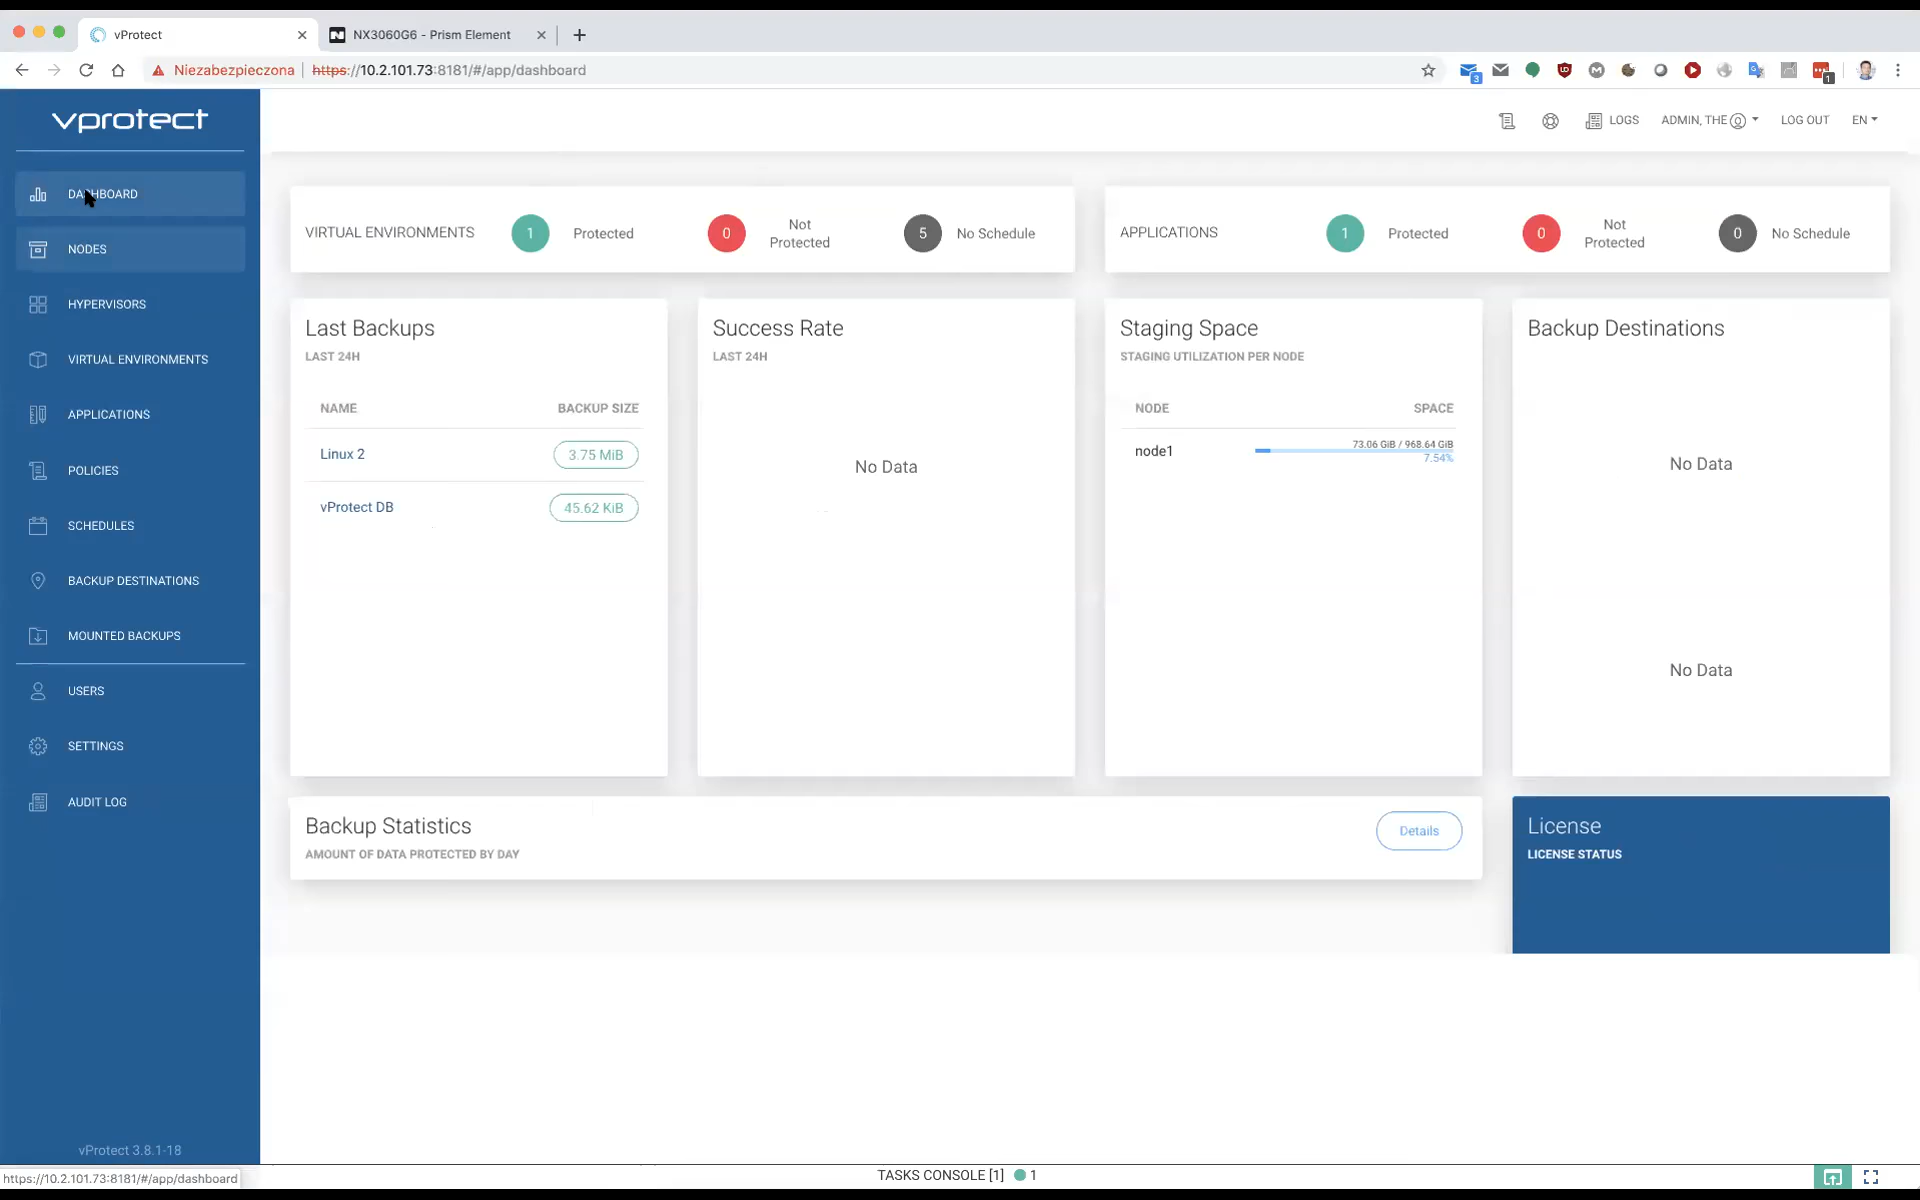 vProtect
NX3060G6 - Prism Element
Niezabezpieczona
https://10.2.101.73:8181/#/app/dashboard
3
1
vprotect
LOGS
ADMIN, THE
LOG OUT
EN
DASHBOARD
NODES
HYPERVISORS
VIRTUAL ENVIRONMENTS
APPLICATIONS
POLICIES
SCHEDULES
BACKUP DESTINATIONS
MOUNTED BACKUPS
USERS
SETTINGS
AUDIT LOG
vProtect 3.8.1-18
VIRTUAL ENVIRONMENTS
1
Protected
0
Not
Protected
5
No Schedule
APPLICATIONS
1
Protected
0
Not
Protected
0
No Schedule
Last Backups
LAST 24H
NAME BACKUP SIZE
Linux 2 3.75 MiB
vProtect DB 45.62 KiB
Success Rate
LAST 24H
No Data
Staging Space
STAGING UTILIZATION PER NODE
NODE SPACE
node1 73.06 GiB / 968.64 GiB
7.54%
Backup Destinations
No Data
No Data
Backup Statistics
AMOUNT OF DATA PROTECTED BY DAY
Details
License
LICENSE STATUS
https://10.2.101.73:8181/#/app/dashboard
TASKS CONSOLE [1] 1